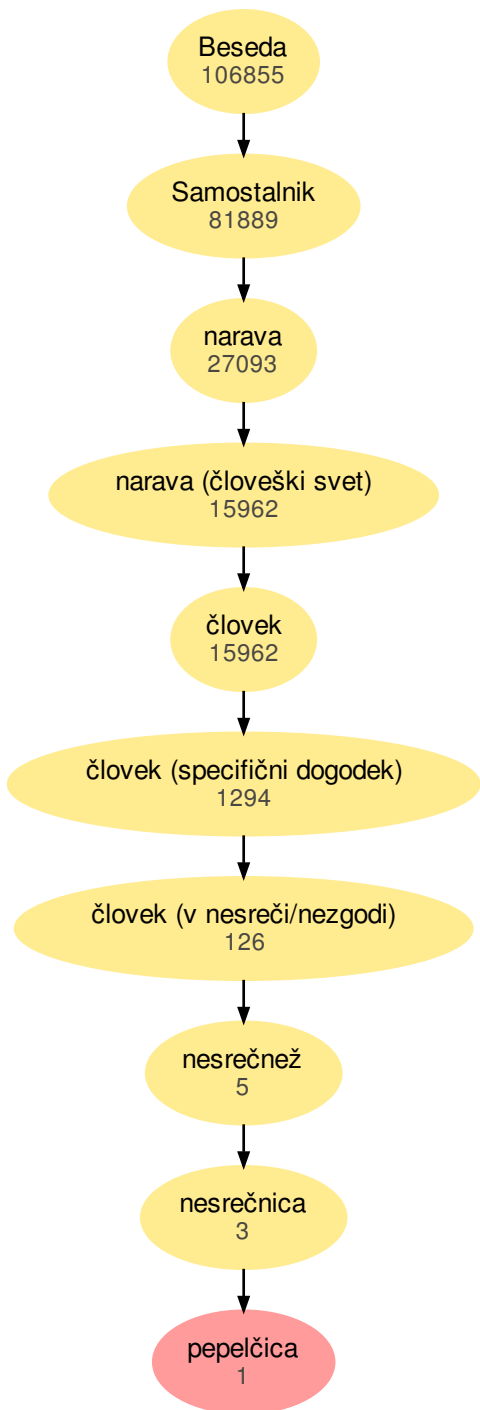 Beseda
106855
Samostalnik
81889
narava
27093
narava (človeški svet)
15962
človek
15962
človek (specifični dogodek)
1294
človek (v nesreči/nezgodi)
126
nesrečnež
5
nesrečnica
3
pepelčica
1